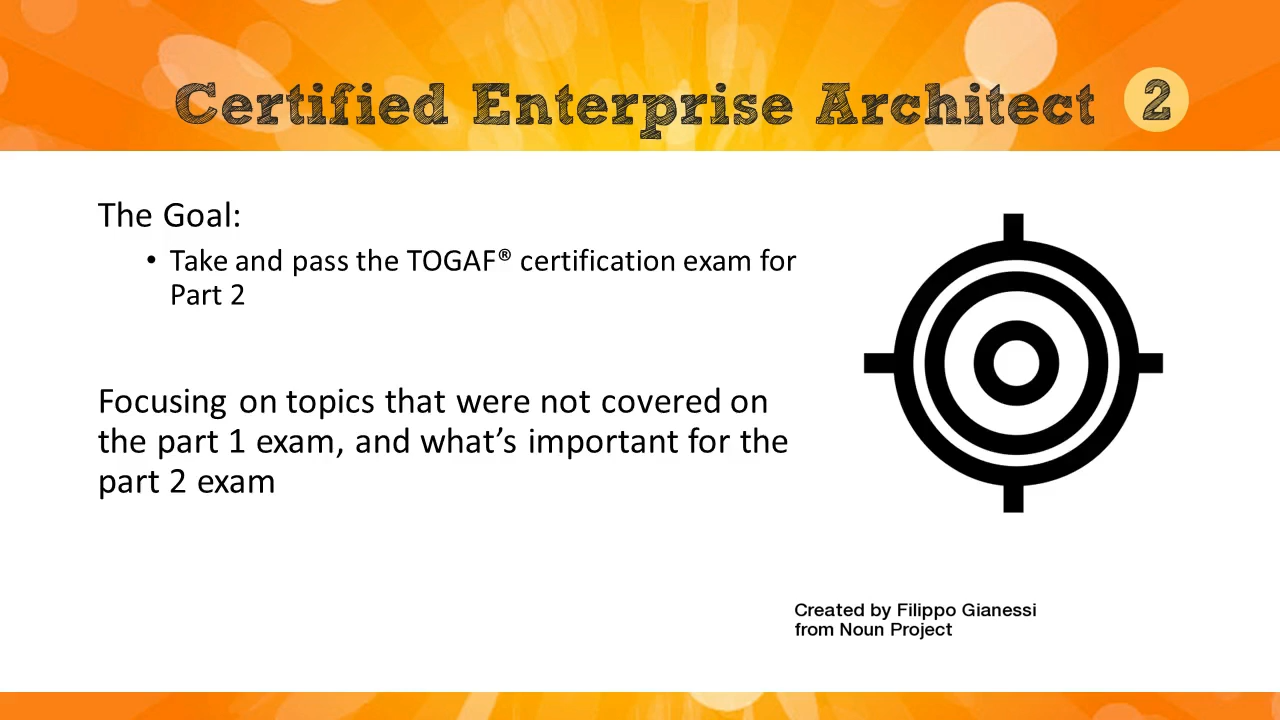 Certified Enterprise Architect 2
The Goal:
• Take and pass the TOGAF® certification exam for
Part 2
Focusing on topics that were not covered on
the part 1 exam, and what’s important for the
part 2 exam
Created by Filippo Gianessi
from Noun Project